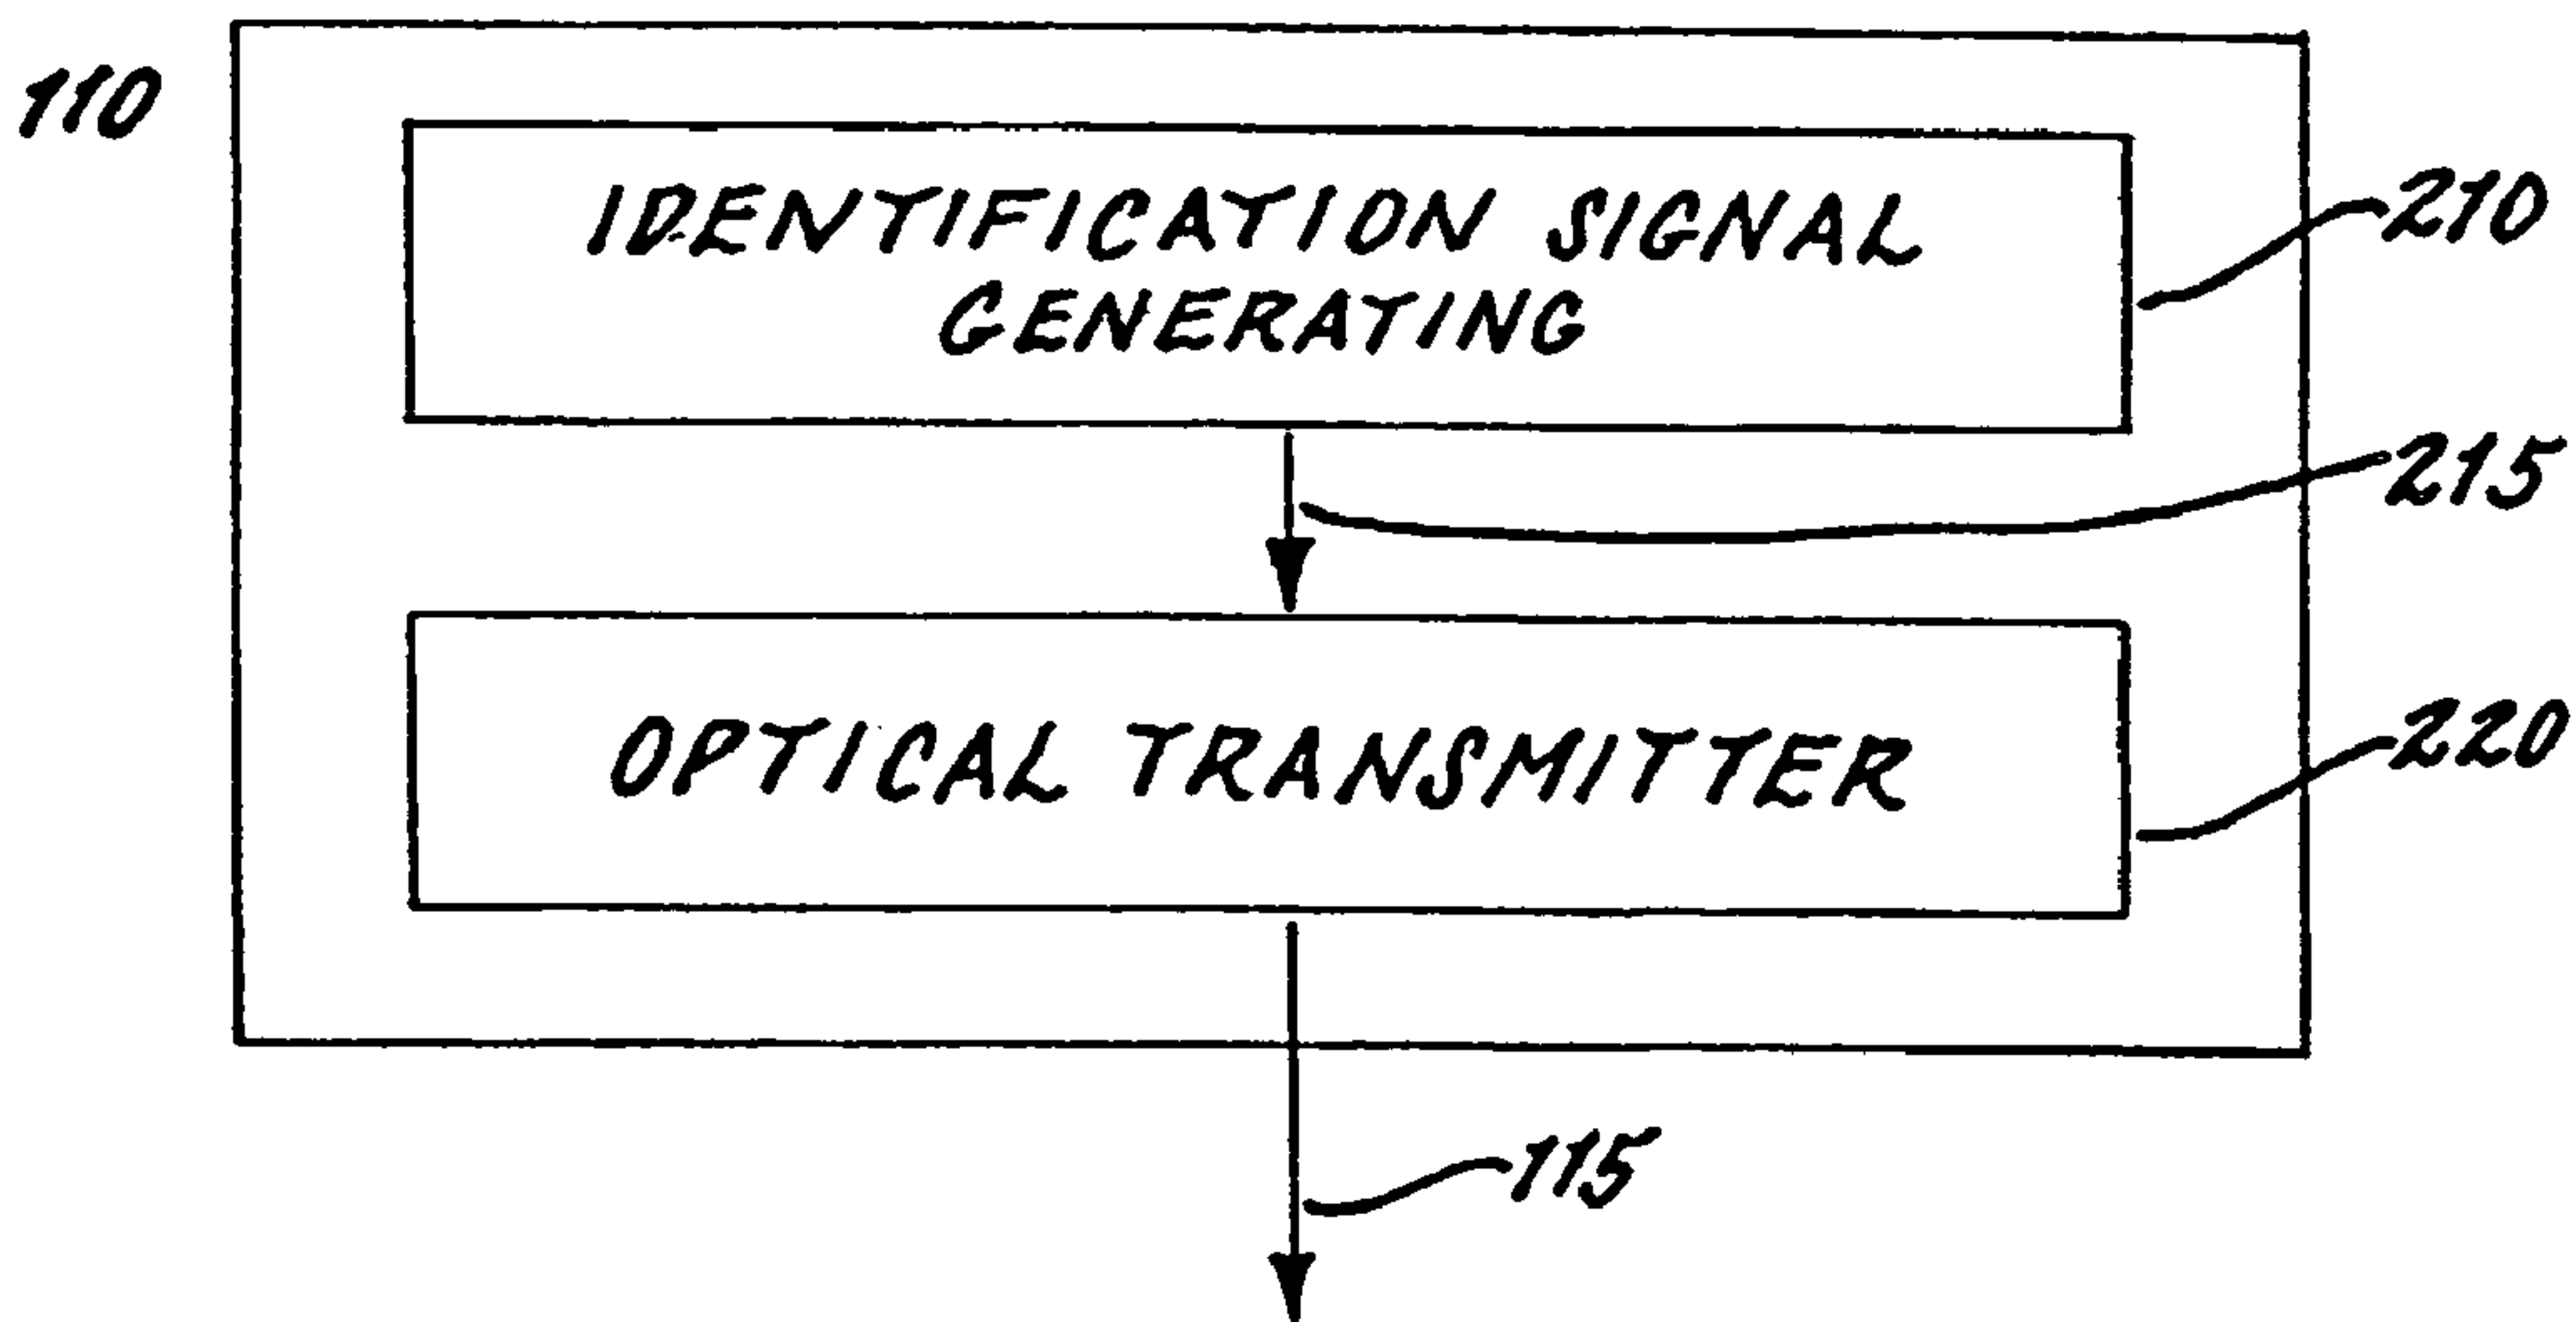 110
IDENTIFICATION SIGNAL
GENERATING
210
215
OPTICAL TRANSMITTER
220
115